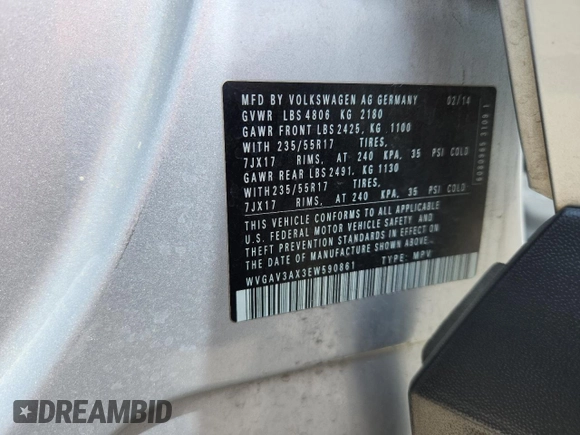 MFD BY VOLKSWAGEN AG GERMANY 02/14
GVWR LBS 4806 KG 2180
GAWR FRONT LBS 2425, KG 1100
WITH 235/55R17 TIRES,
7JX17 RIMS, AT 240 KPA, 35 PSI COLD
GAWR REAR LBS 2491, KG 1130
WITH 235/55R17 TIRES,
7JX17 RIMS, AT 240 KPA, 35 PSI COLD
THIS VEHICLE CONFORMS TO ALL APPLICABLE
U.S. FEDERAL MOTOR VEHICLE SAFETY, AND
THEFT PREVENTION STANDARDS IN EFFECT ON
THE DATE OF MANUFACTURE SHOWN ABOVE.
WVGAV3AX3EW590861 TYPE: MPV
DREAMBID